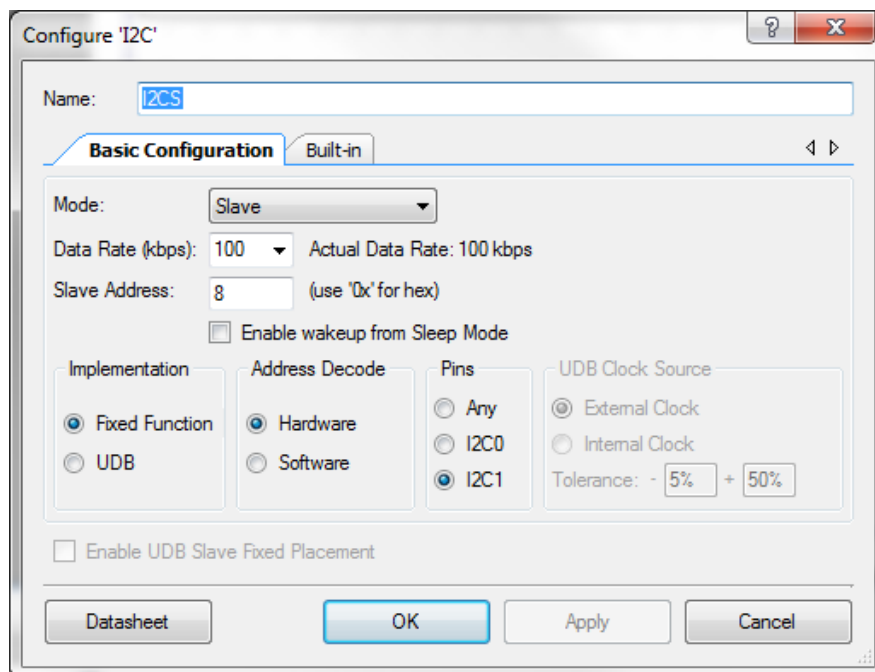 Configure 'I2C'
Name: I2CS
Basic Configuration Built-in
Mode: Slave
Data Rate (kbps): 100 Actual Data Rate: 100 kbps
Slave Address: 8 (use '0x' for hex)
Enable wakeup from Sleep Mode
Implementation Address Decode Pins UDB Clock Source
Fixed Function Hardware Any External Clock
UDB Software I2C0 Internal Clock
I2C1 Tolerance: - 5% + 50%
Enable UDB Slave Fixed Placement
Datasheet OK Apply Cancel